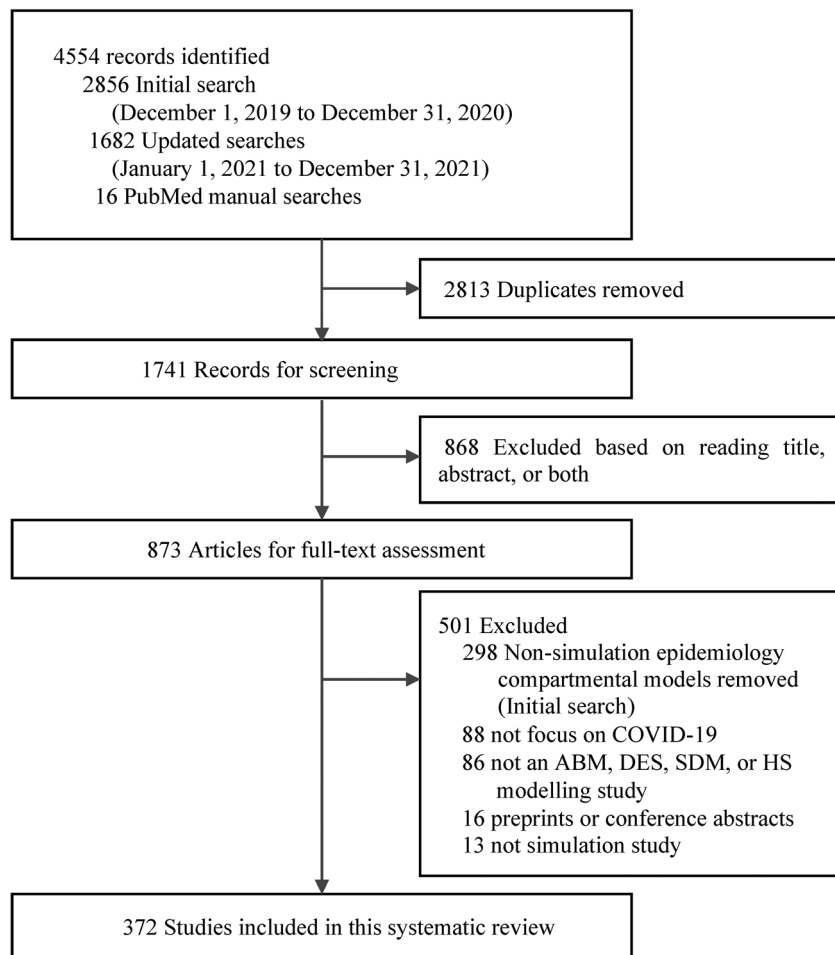 4554 records identified
2856 Initial search
(December 1, 2019 to December 31, 2020)
1682 Updated searches
(January 1, 2021 to December 31, 2021)
16 PubMed manual searches
2813 Duplicates removed
1741 Records for screening
868 Excluded based on reading title,
abstract, or both
873 Articles for full-text assessment
501 Excluded
298 Non-simulation epidemiology
compartmental models removed
(Initial search)
88 not focus on COVID-19
86 not an ABM, DES, SDM, or HS
modelling study
16 preprints or conference abstracts
13 not simulation study
372 Studies included in this systematic review